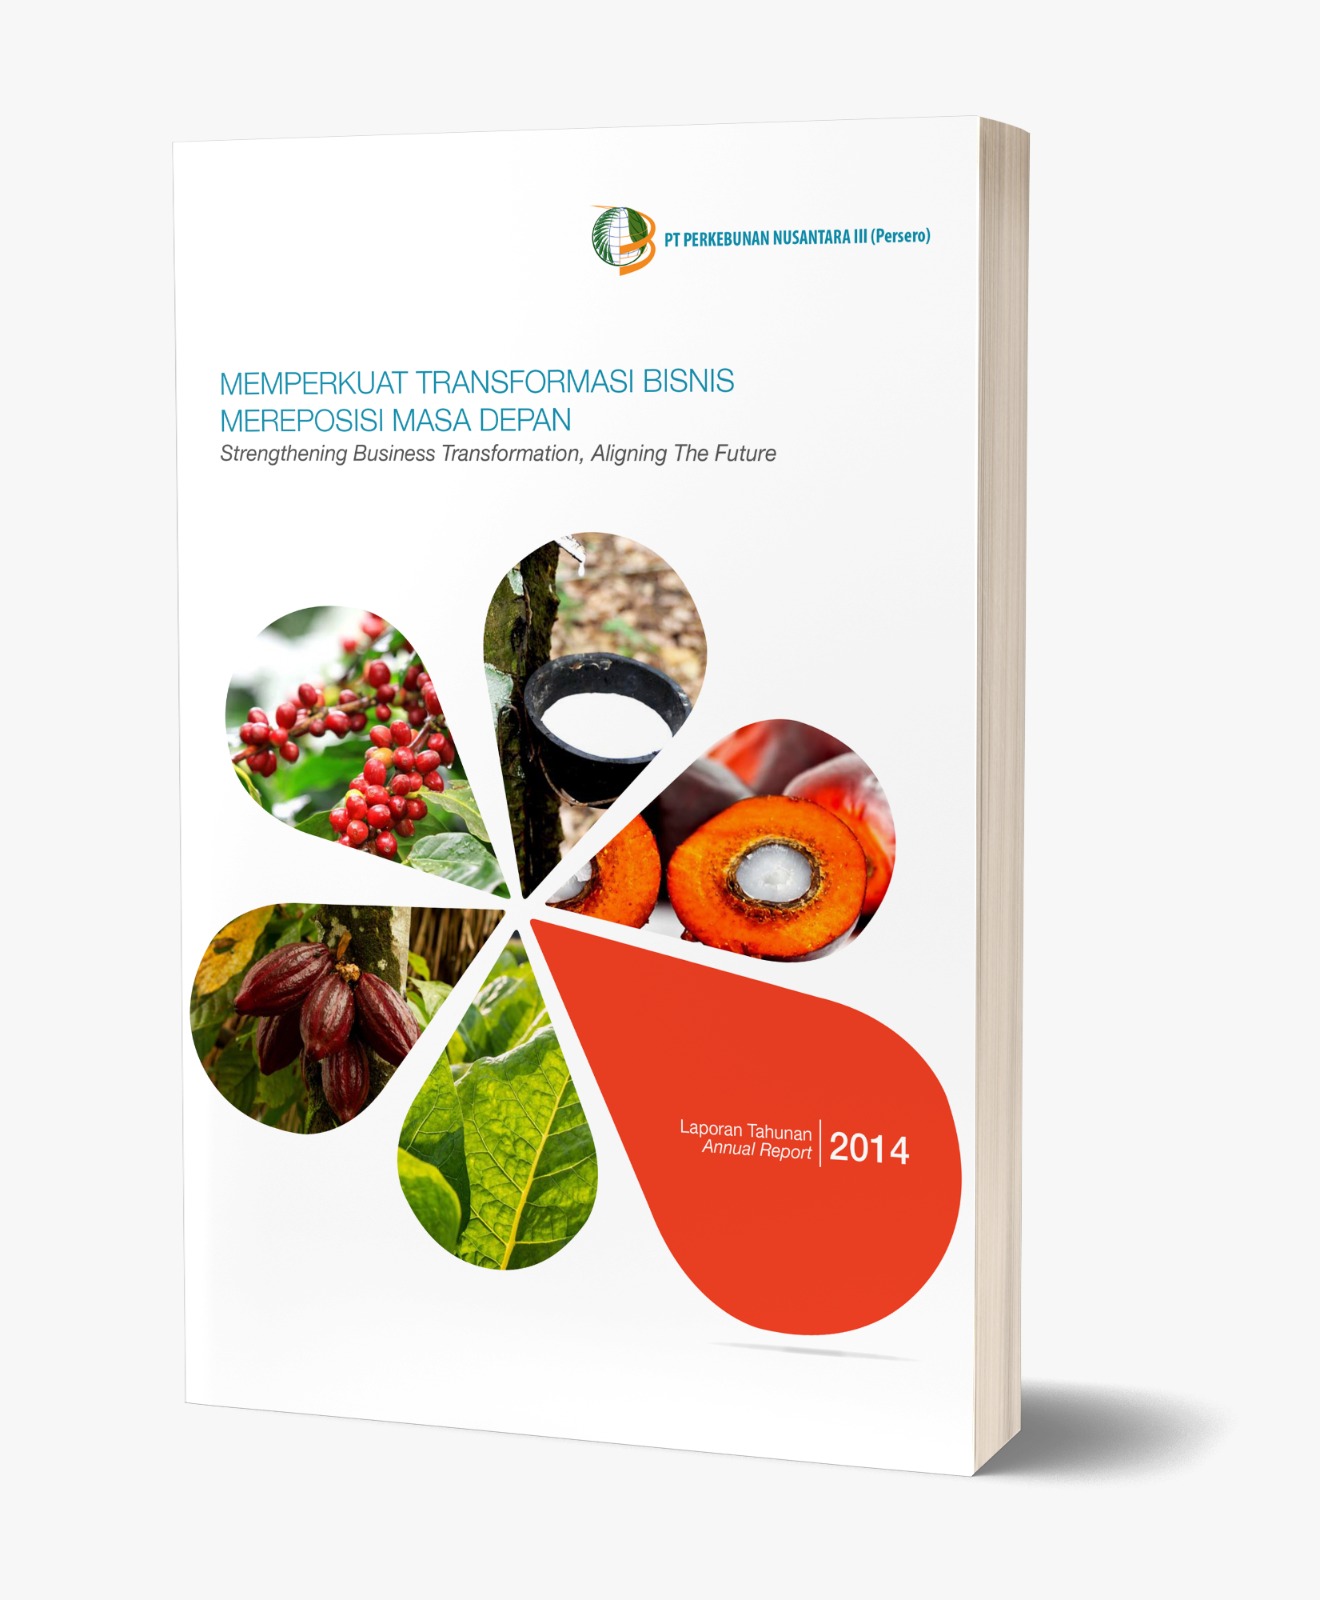 PT PERKEBUNAN NUSANTARA III (Persero)
MEMPERKUAT TRANSFORMASI BISNIS
MEREPOSISI MASA DEPAN
Strengthening Business Transformation, Aligning The Future
Laporan Tahunan
Annual Report
2014